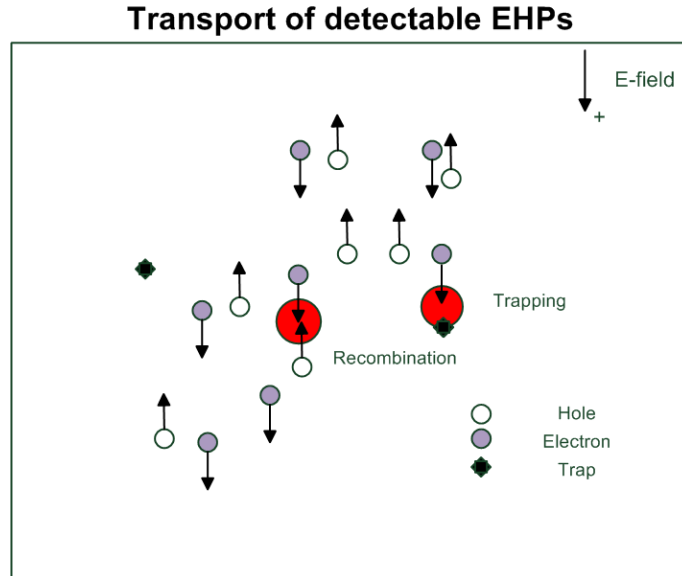 Transport of detectable EHPs
E-field
+
Trapping
Recombination
Hole
Electron
Trap